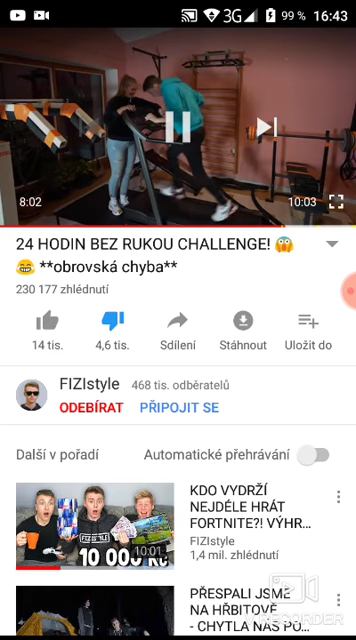 3G 99 % 16:43
8:02 10:03
24 HODIN BEZ RUKOU CHALLENGE! 😱
😂 **obrovská chyba**
230 177 zhlédnutí
14 tis. 4,6 tis. Sdílení Stáhnout Uložit do
FIZIstyle 468 tis. odběratelů
ODEBÍRAT PŘIPOJIT SE
Další v pořadí Automatické přehrávání
KDO VYDRŽÍ
NEJDÉLE HRÁT
FORTNITE?! VÝHR...
FIZIstyle
1,4 mil. zhlédnutí
10 000 Kč
10:01
PŘESPALI JSME
NA HŘBITOVĚ
- CHYTLA NÁS PO...
RECORDER